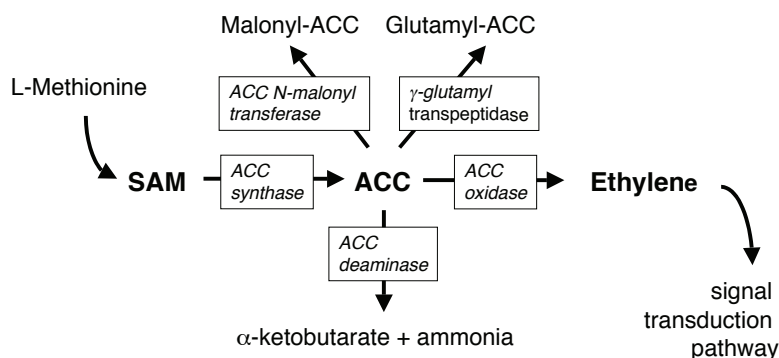 Malonyl-ACC
Glutamyl-ACC
L-Methionine
ACC N-malonyl
transferase
γ-glutamyl
transpeptidase
SAM
ACC
synthase
ACC
ACC
oxidase
Ethylene
ACC
deaminase
α-ketobutarate + ammonia
signal
transduction
pathway